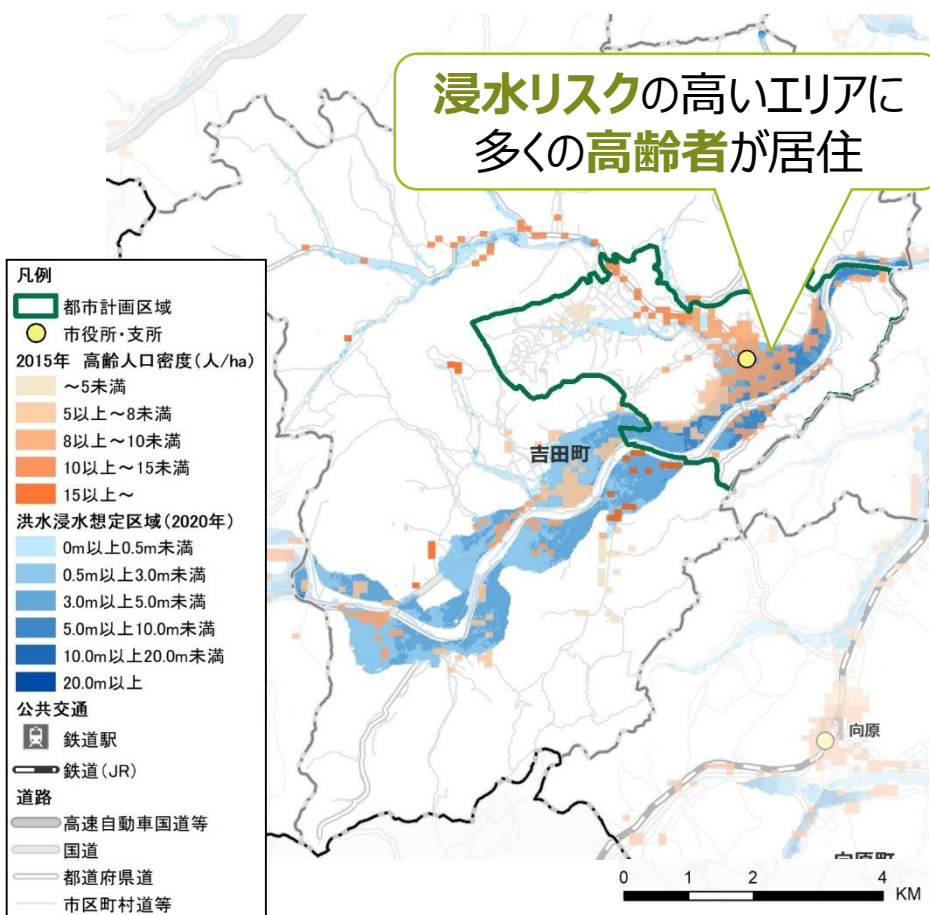 浸水リスクの高いエリアに
多くの高齢者が居住
凡例
都市計画区域
市役所・支所
2015年 高齢人口密度(人/ha)
～5未満
5以上～8未満
8以上～10未満
10以上～15未満
15以上～
洪水浸水想定区域(2020年)
0m以上0.5m未満
0.5m以上3.0m未満
3.0m以上5.0m未満
5.0m以上10.0m未満
10.0m以上20.0m未満
20.0m以上
公共交通
鉄道駅
鉄道(JR)
道路
高速自動車国道等
国道
都道府県道
市区町村道等
吉田町
向原
向原町
0 1 2 4
KM